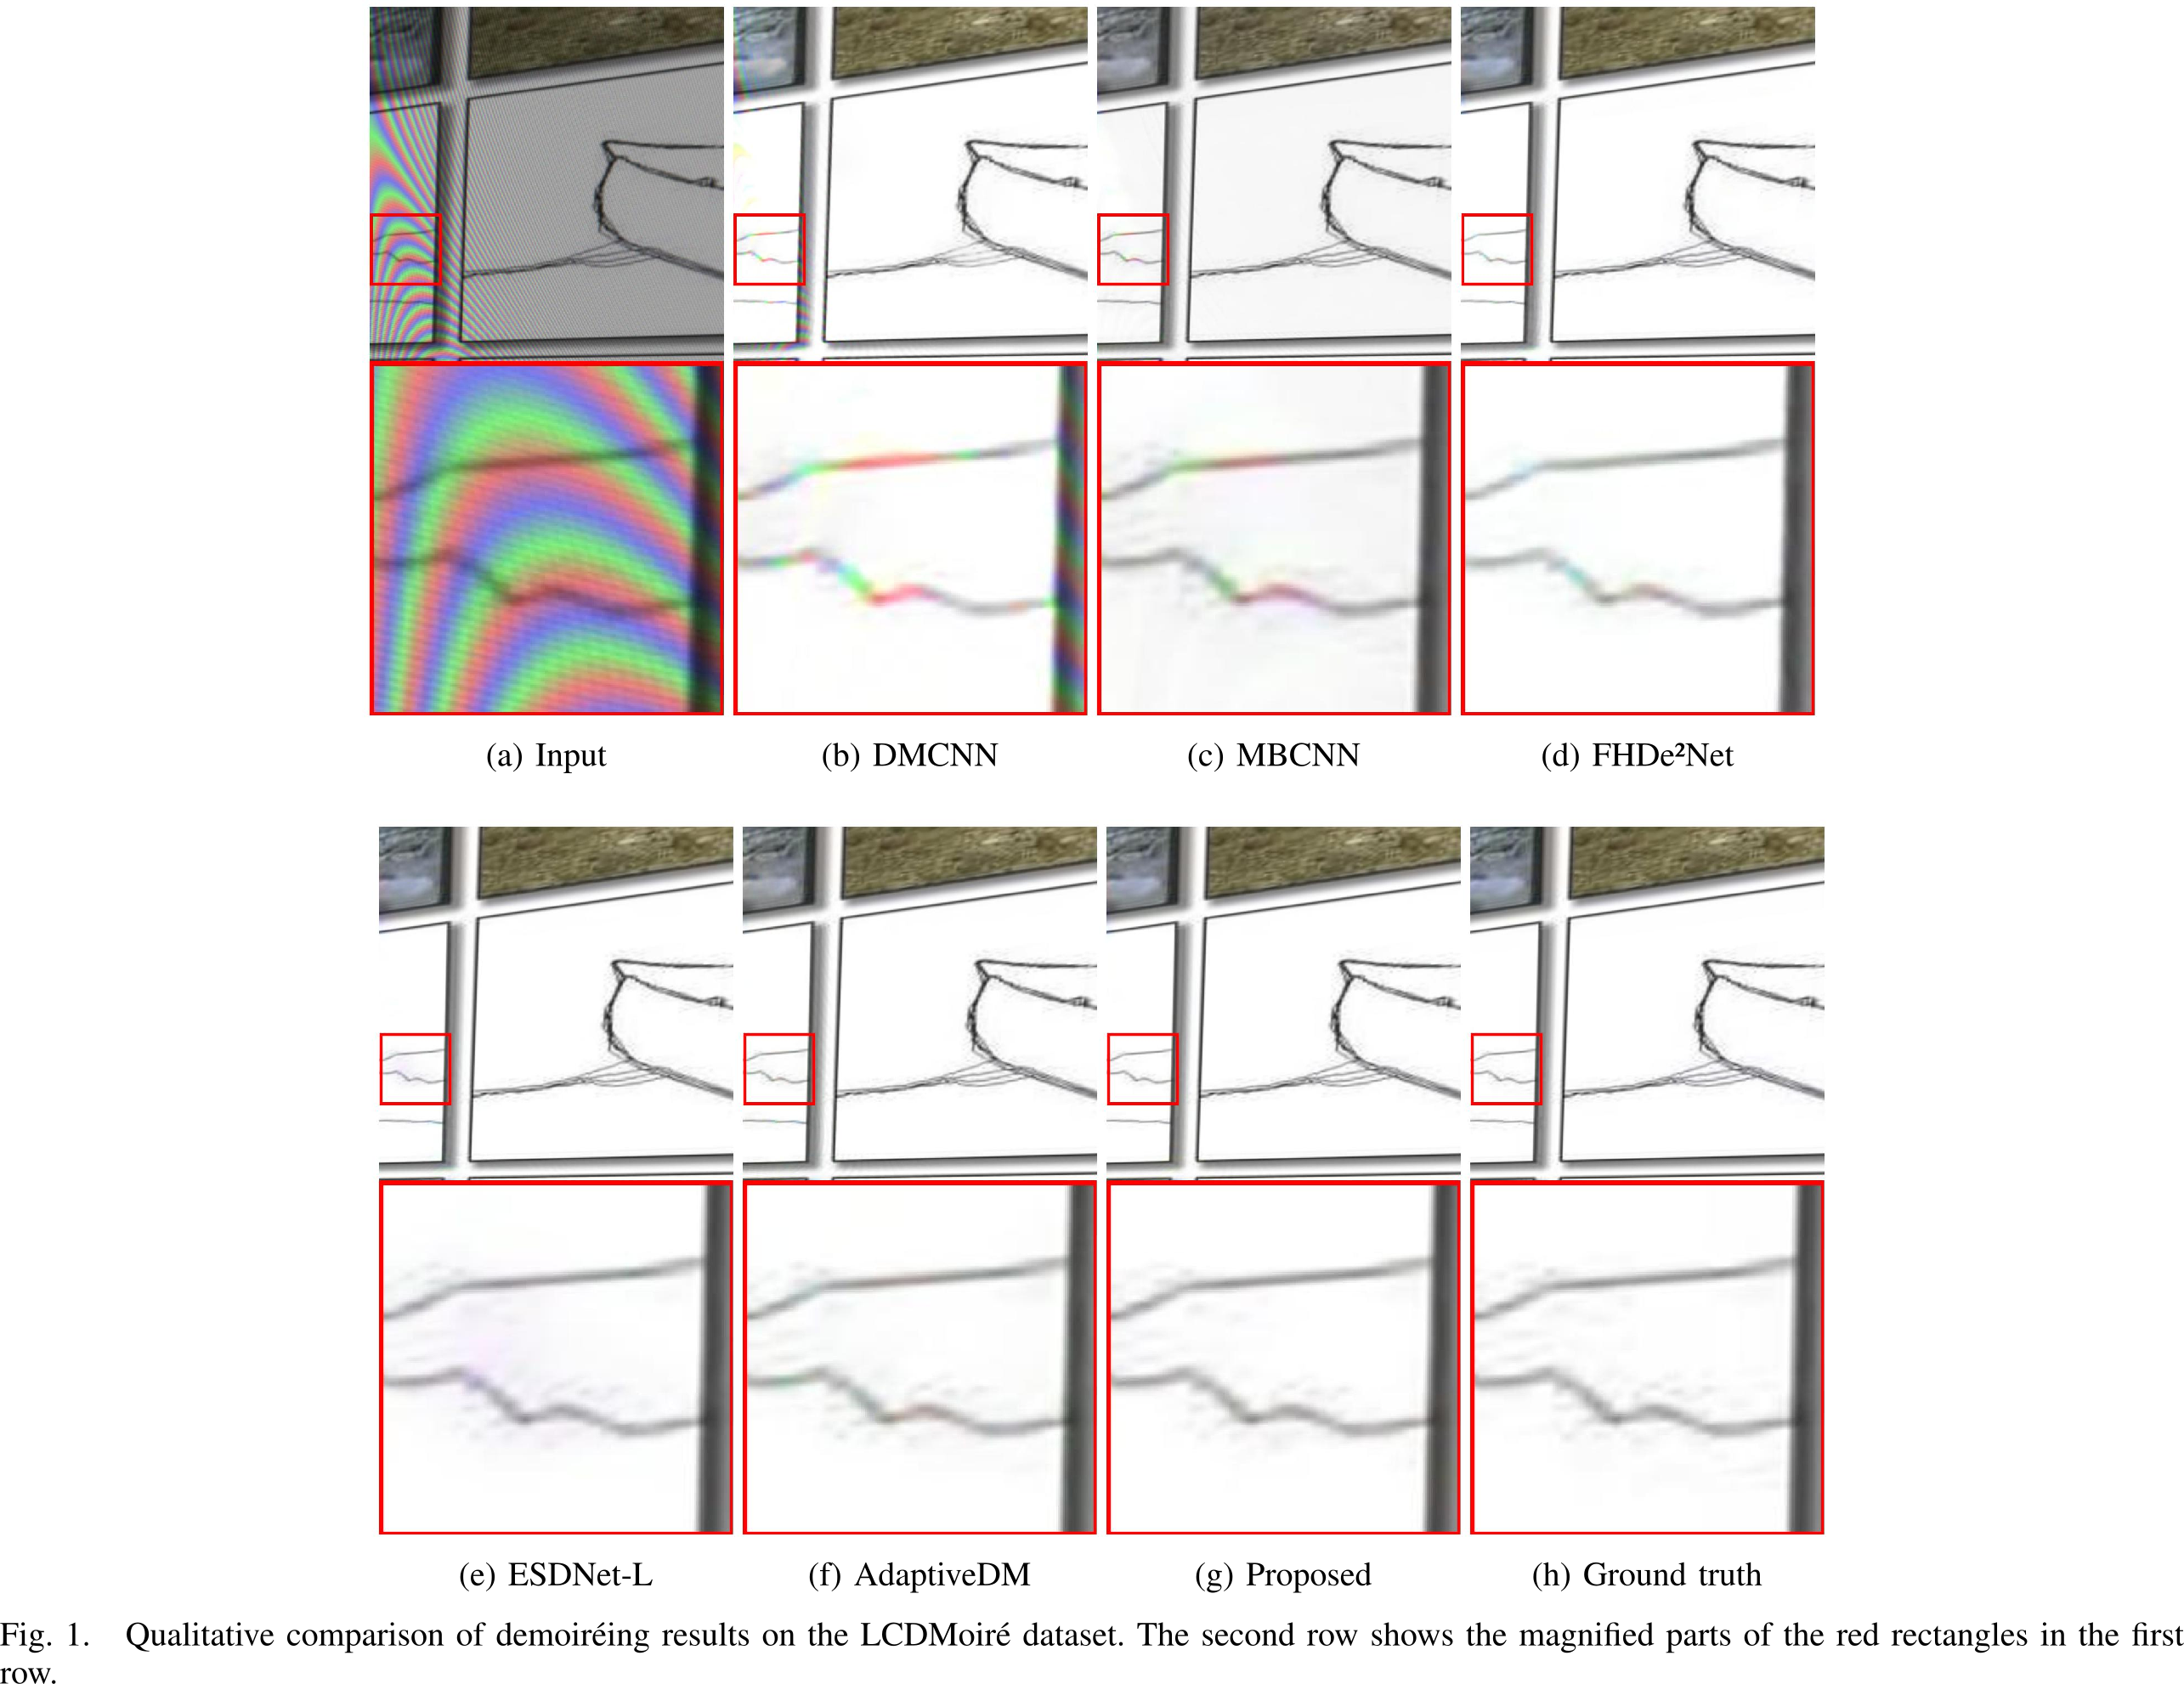 (a) Input
(b) DMCNN
(c) MBCNN
(d) FHDe²Net
(e) ESDNet-L
(f) AdaptiveDM
(g) Proposed
(h) Ground truth
Fig. 1. Qualitative comparison of demoiréing results on the LCDMoiré dataset. The second row shows the magnified parts of the red rectangles in the first
row.